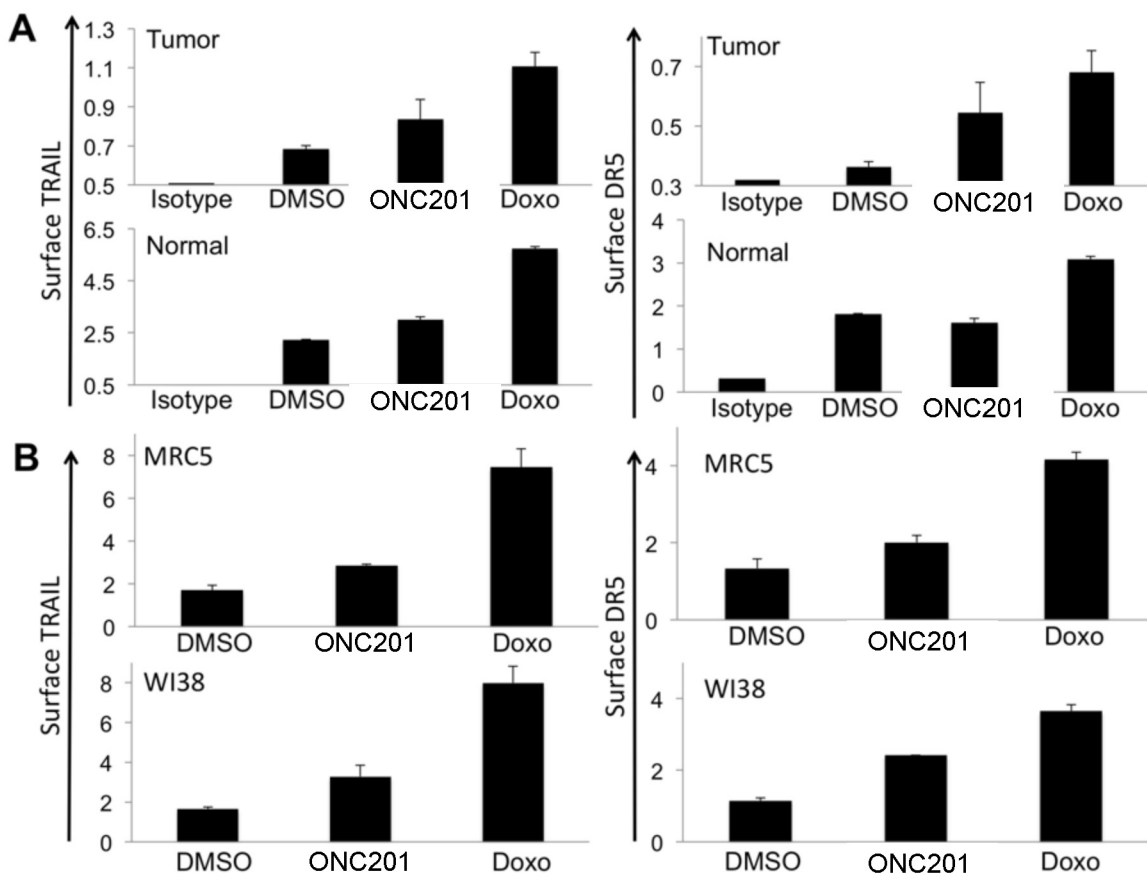 A
Surface TRAIL
Tumor
1.3
1.1
0.9
0.7
0.5
Isotype DMSO ONC201 Doxo
Normal
6.5
4.5
2.5
0.5
Isotype DMSO ONC201 Doxo
Surface DR5
Tumor
0.7
0.5
0.3
Isotype DMSO ONC201 Doxo
Normal
4
3
2
1
0
Isotype DMSO ONC201 Doxo
B
Surface TRAIL
MRC5
8
6
4
2
0
DMSO ONC201 Doxo
WI38
8
6
4
2
0
DMSO ONC201 Doxo
Surface DR5
MRC5
4
2
0
DMSO ONC201 Doxo
WI38
4
2
0
DMSO ONC201 Doxo